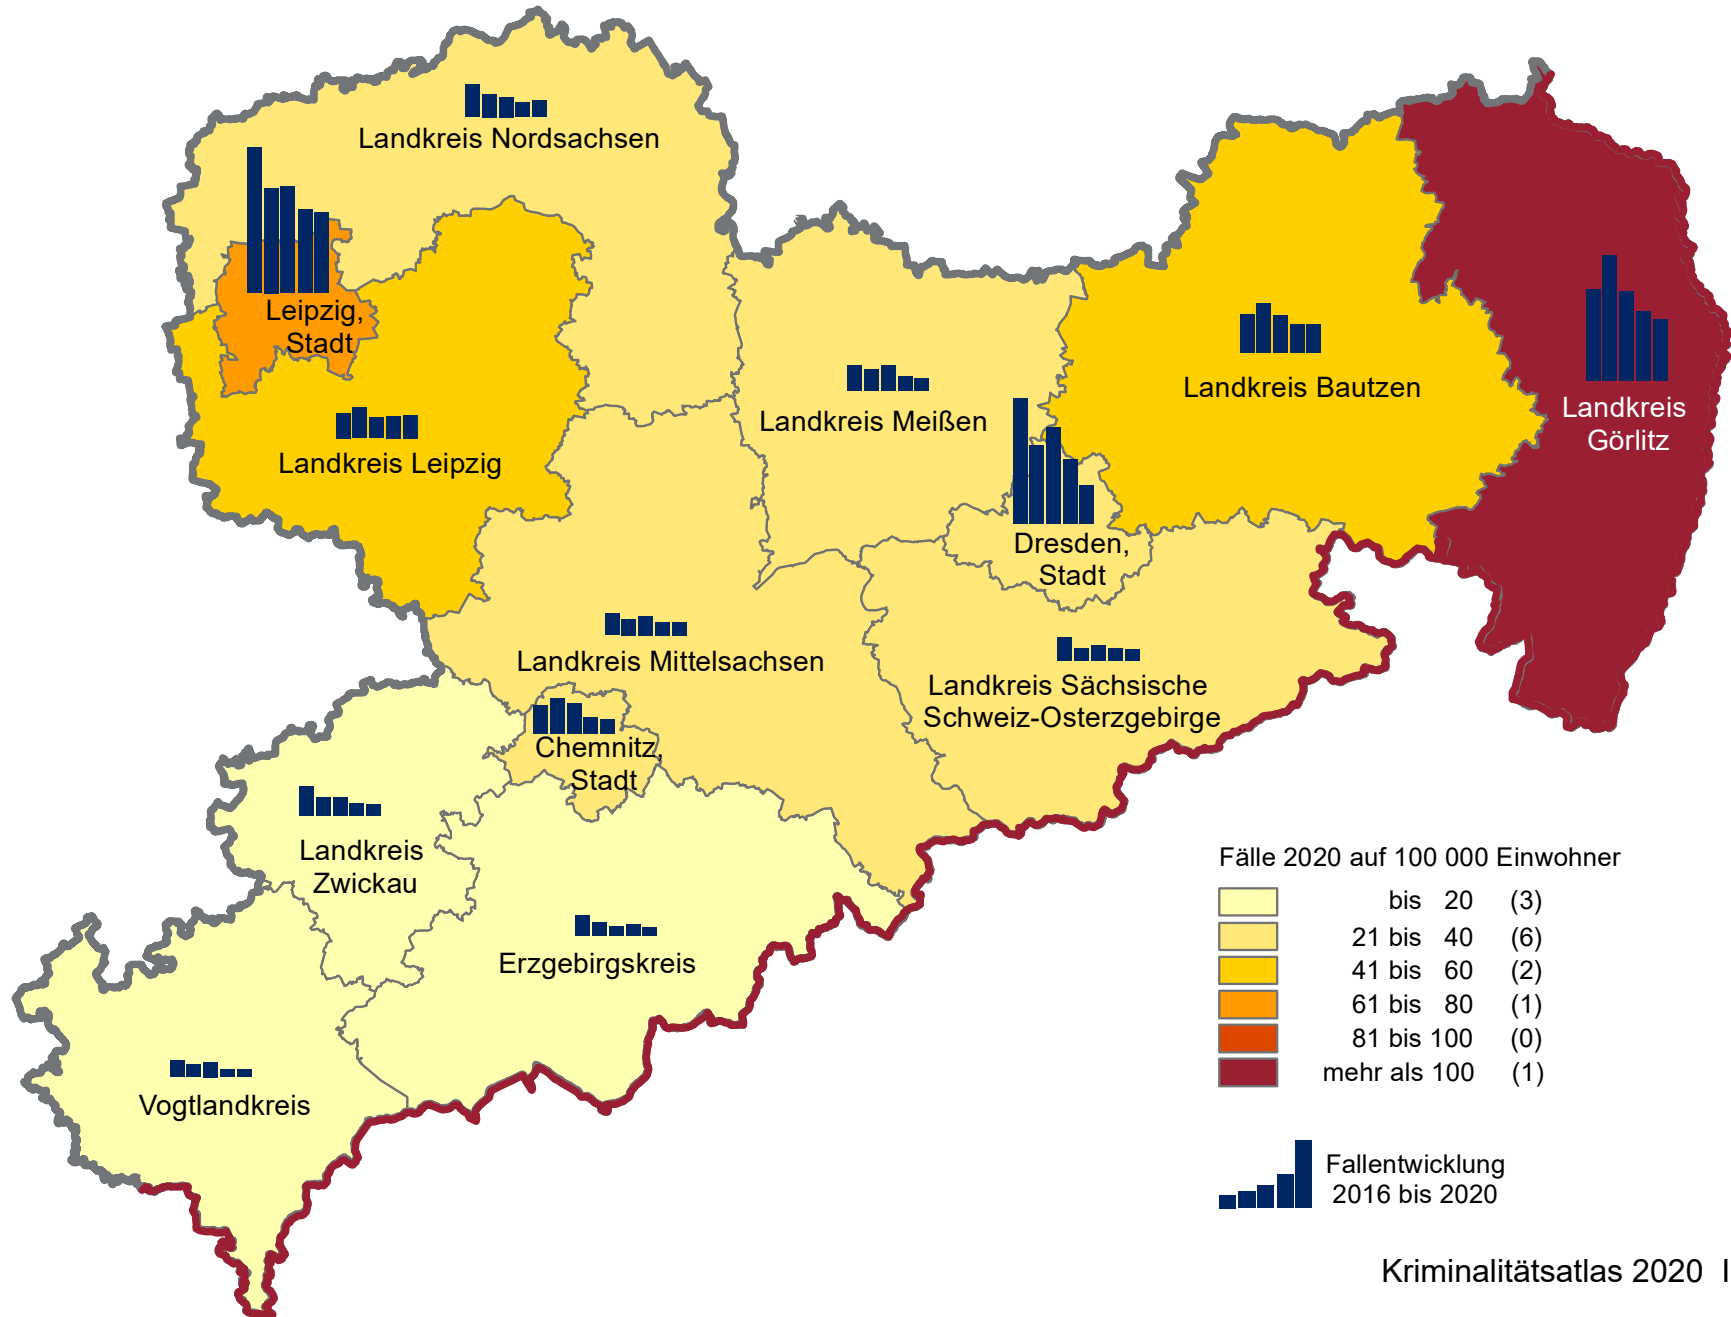 Landkreis Nordsachsen
Leipzig,
Stadt
Landkreis Leipzig
Landkreis Meißen
Landkreis Bautzen
Landkreis
Görlitz
Dresden,
Stadt
Landkreis Mittelsachsen
Landkreis Sächsische
Schweiz-Osterzgebirge
Chemnitz,
Stadt
Landkreis
Zwickau
Erzgebirgskreis
Vogtlandkreis
Fälle 2020 auf 100 000 Einwohner
bis 20 (3)
21 bis 40 (6)
41 bis 60 (2)
61 bis 80 (1)
81 bis 100 (0)
mehr als 100 (1)
Fallentwicklung
2016 bis 2020
Kriminalitätsatlas 2020 I